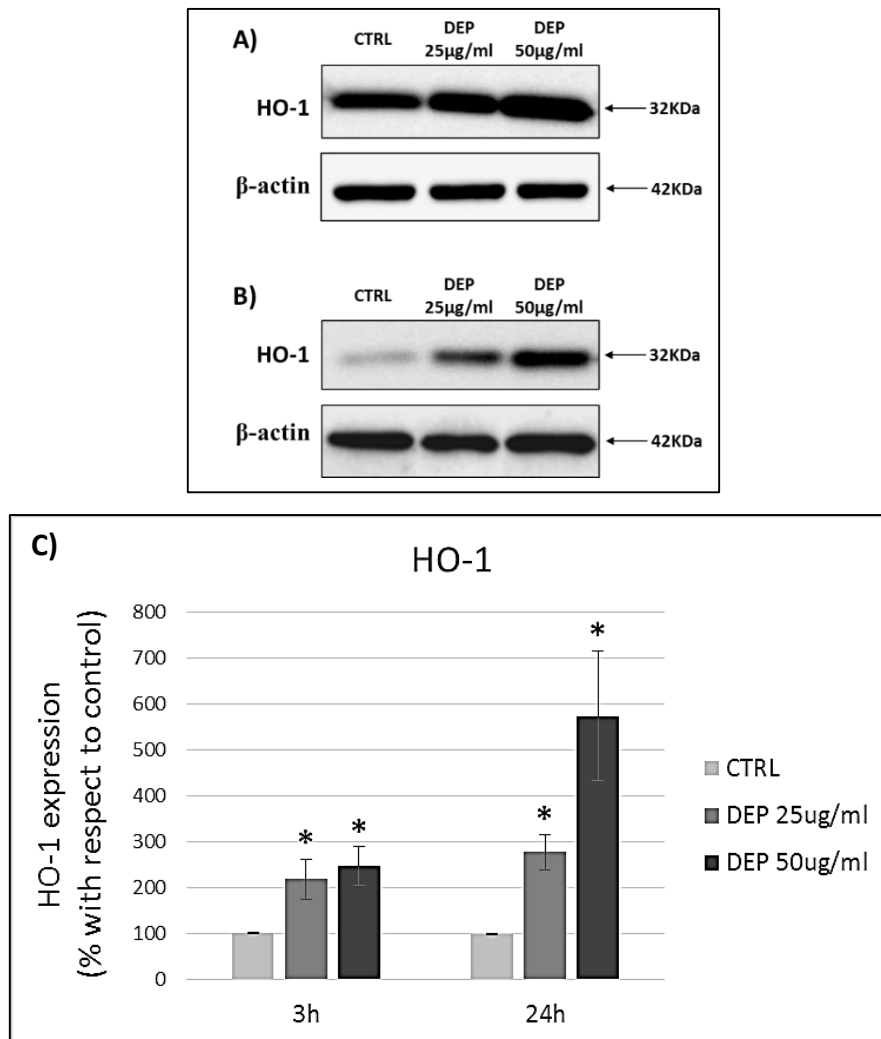 A)
CTRL
DEP
25µg/ml
DEP
50µg/ml
HO-1
32KDa
β-actin
42KDa
B)
CTRL
DEP
25µg/ml
DEP
50µg/ml
HO-1
32KDa
β-actin
42KDa
C)
HO-1
HO-1 expression
(% with respect to control)
800
700
600
500
400
300
200
100
0
*
*
*
*
3h
24h
CTRL
DEP 25ug/ml
DEP 50ug/ml